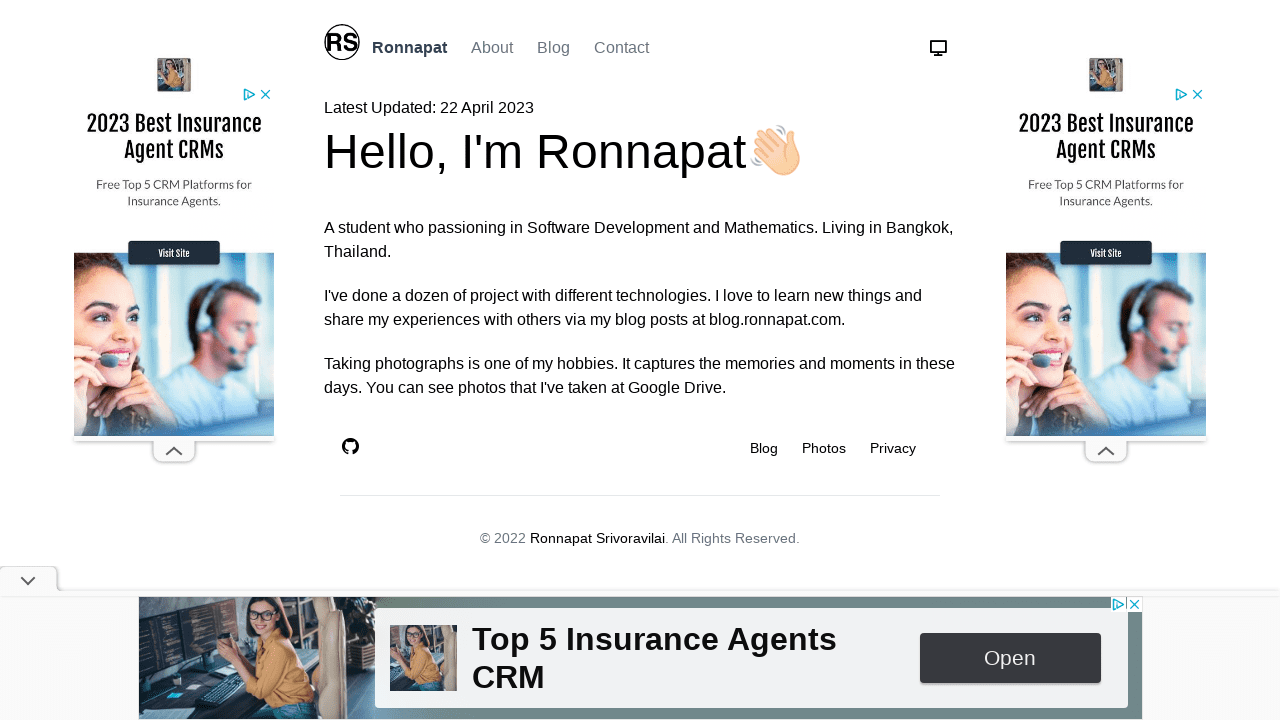 RS
Ronnapat About Blog Contact
Latest Updated: 22 April 2023
Hello, I'm Ronnapat👋🏻
A student who passioning in Software Development and Mathematics. Living in Bangkok,
Thailand.
I've done a dozen of project with different technologies. I love to learn new things and
share my experiences with others via my blog posts at blog.ronnapat.com.
Taking photographs is one of my hobbies. It captures the memories and moments in these
days. You can see photos that I've taken at Google Drive.
Blog Photos Privacy
© 2022 Ronnapat Srivoravilai. All Rights Reserved.
2023 Best Insurance
Agent CRMs
Free Top 5 CRM Platforms for
Insurance Agents.
Visit Site
2023 Best Insurance
Agent CRMs
Free Top 5 CRM Platforms for
Insurance Agents.
Visit Site
Top 5 Insurance Agents
CRM
Open